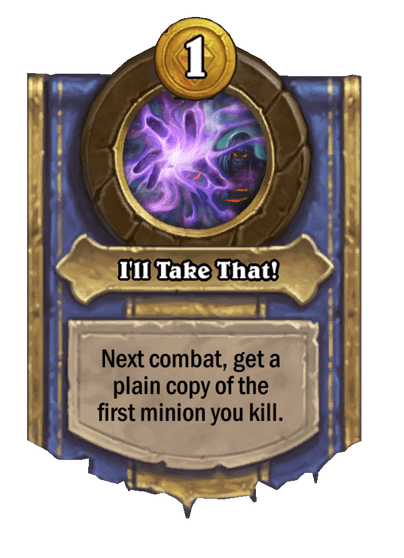 1
I'll Take That!
Next combat, get a
plain copy of the
first minion you kill.